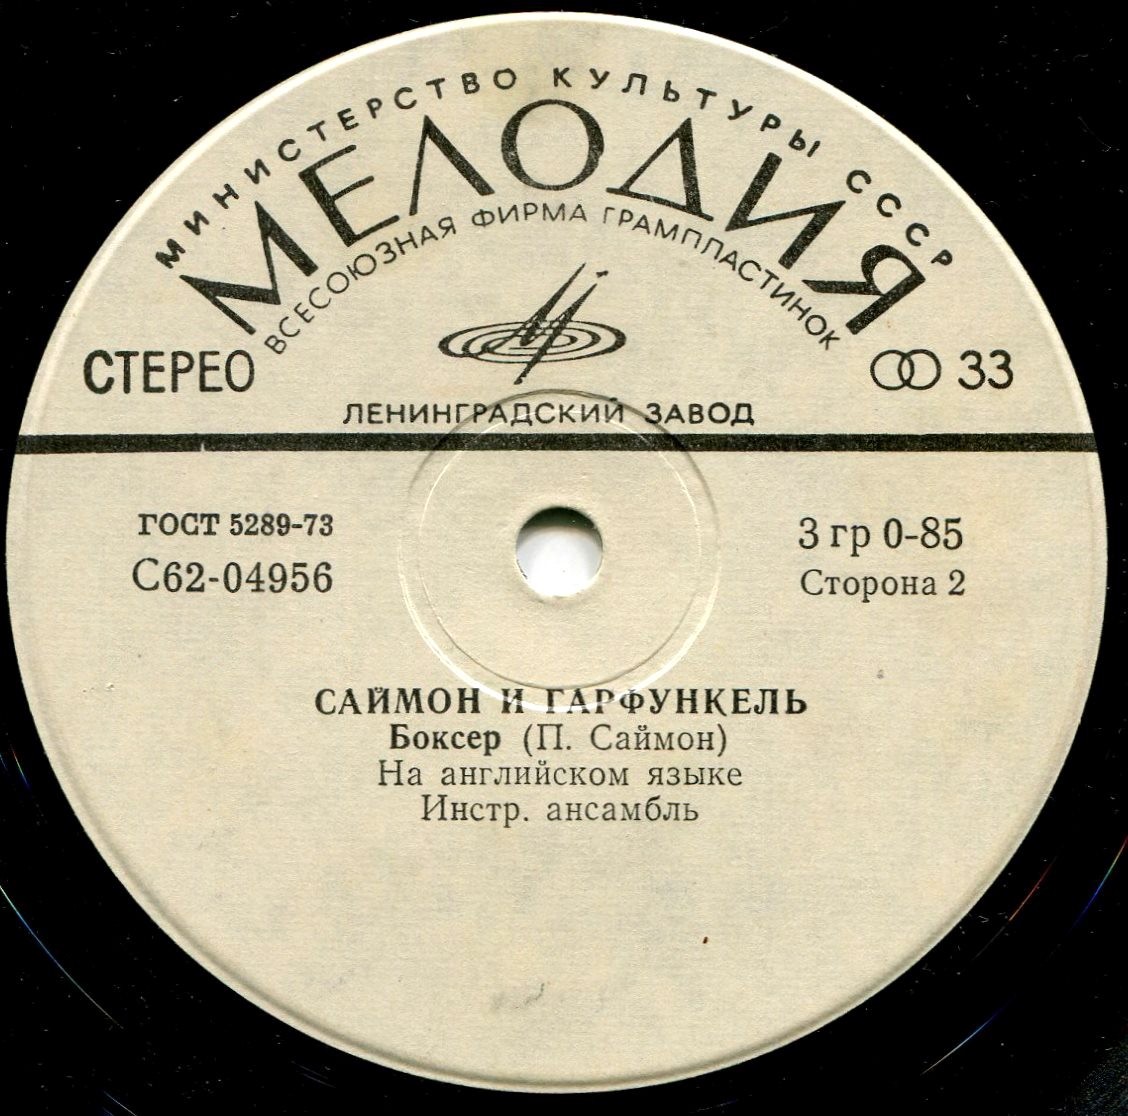 МИНИСТЕРСТВО КУЛЬТУРЫ СССР
МЕЛОДИЯ
ВСЕСОЮЗНАЯ ФИРМА ГРАМПЛАСТИНОК
СТЕРЕО
33
ЛЕНИНГРАДСКИЙ ЗАВОД
ГОСТ 5289-73
С62-04956
3 гр 0-85
Сторона 2
САЙМОН И ГАРФУНКЕЛЬ
Боксер (П. Саймон)
На английском языке
Инстр. ансамбль